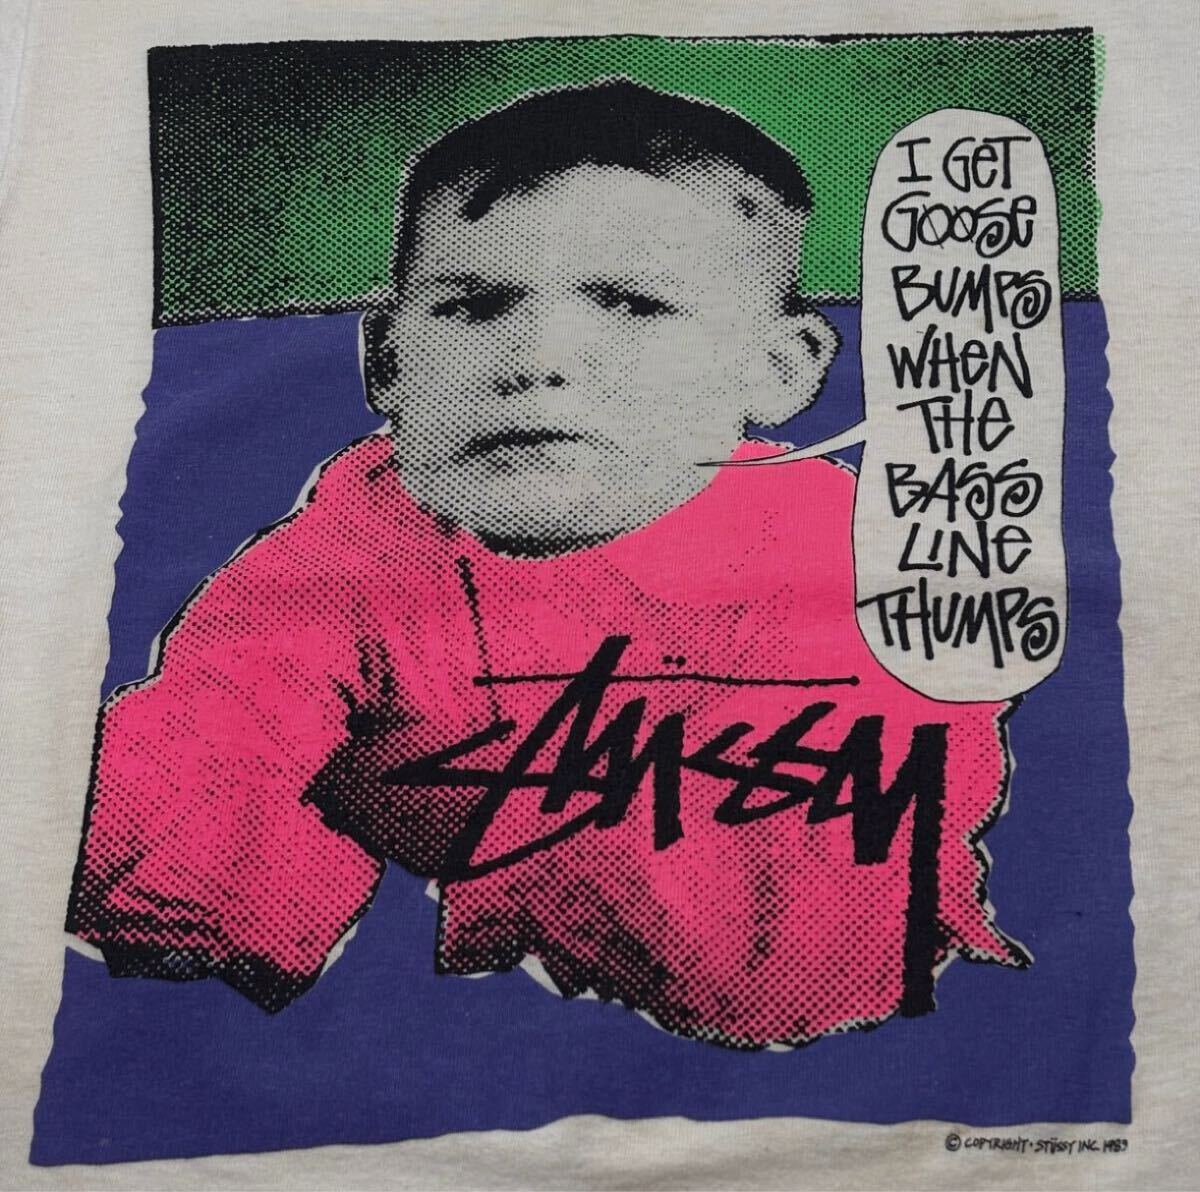 I GeT
GOOSe
BUMPS
WHeN
THe
BASS
LINe
THUMPS
STÜSSY
© COPYRIGHT • STÜSSY INC. 1989